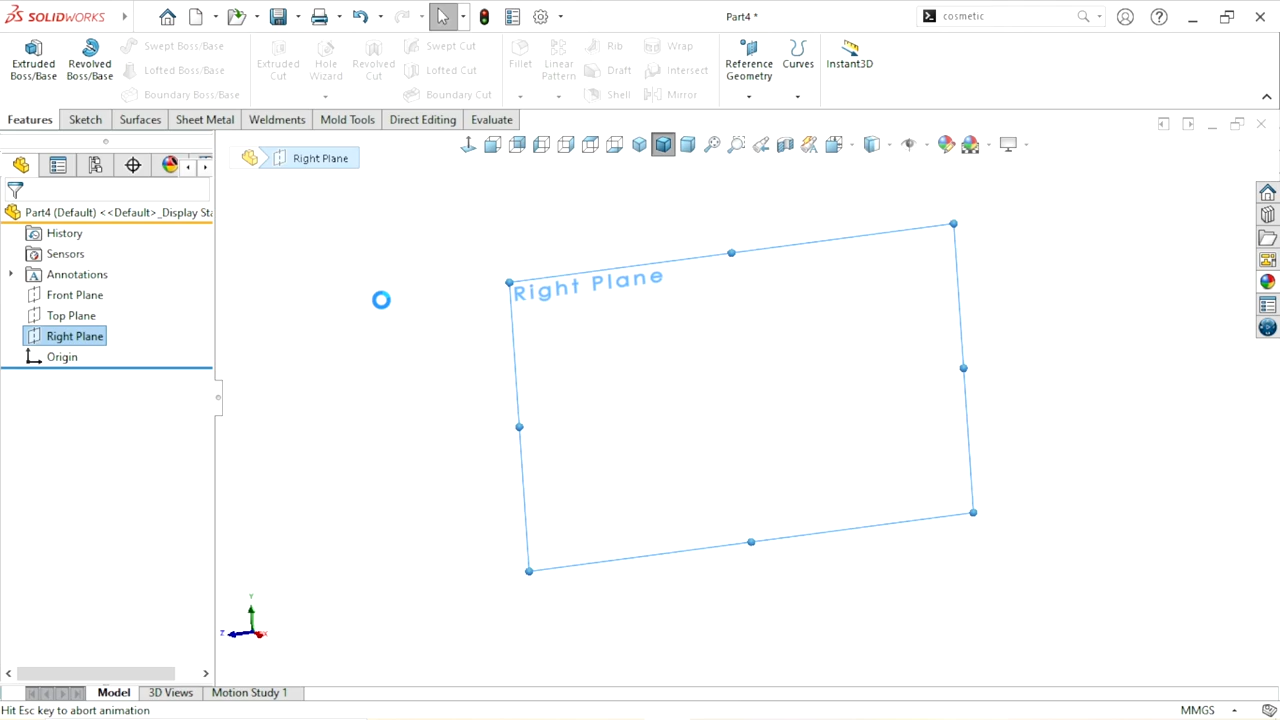 SOLIDWORKS
Part4 *
cosmetic
Extruded Boss/Base
Revolved Boss/Base
Swept Boss/Base
Lofted Boss/Base
Boundary Boss/Base
Extruded Cut
Hole Wizard
Revolved Cut
Swept Cut
Lofted Cut
Boundary Cut
Fillet
Linear Pattern
Rib
Draft
Shell
Wrap
Intersect
Mirror
Reference Geometry
Curves
Instant3D
Features
Sketch
Surfaces
Sheet Metal
Weldments
Mold Tools
Direct Editing
Evaluate
Right Plane
Part4 (Default) <<Default>_Display Sta
History
Sensors
Annotations
Front Plane
Top Plane
Right Plane
Origin
Right Plane
Y
Z
X
Model
3D Views
Motion Study 1
Hit Esc key to abort animation
MMGS